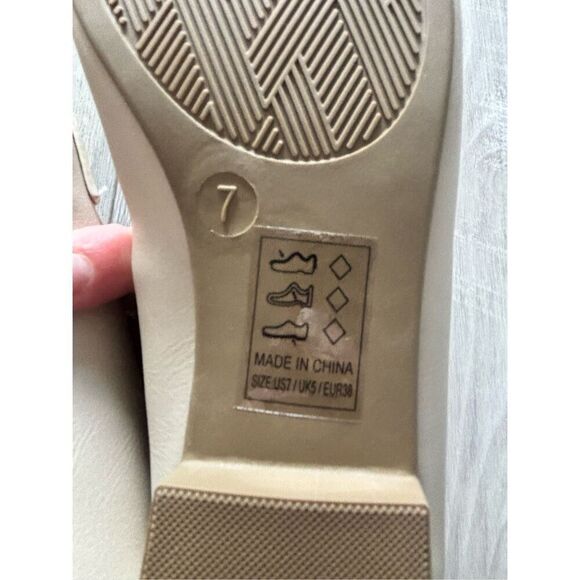 7
MADE IN CHINA
SIZE:US7 / UK5 / EUR38